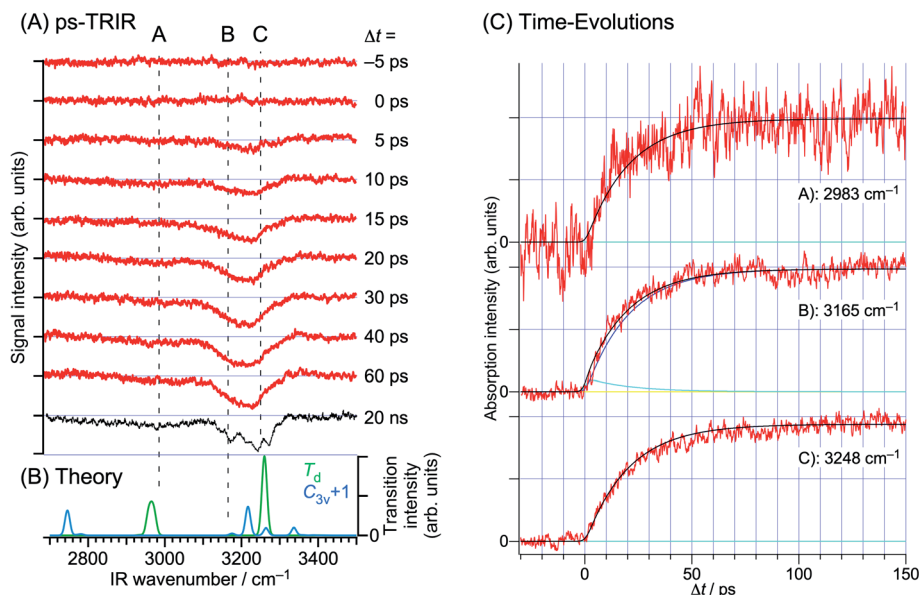 (A) ps-TRIR
A
B
C
Δt =
–5 ps
0 ps
5 ps
10 ps
15 ps
20 ps
30 ps
40 ps
60 ps
20 ns
Signal intensity (arb. units)
(B) Theory
T_d
C_3v+1
0
Transition
intensity
(arb. units)
2800
3000
3200
3400
IR wavenumber / cm⁻¹
(C) Time-Evolutions
Absorption intensity (arb. units)
0
A): 2983 cm⁻¹
0
B): 3165 cm⁻¹
0
C): 3248 cm⁻¹
0
50
100
150
Δt / ps